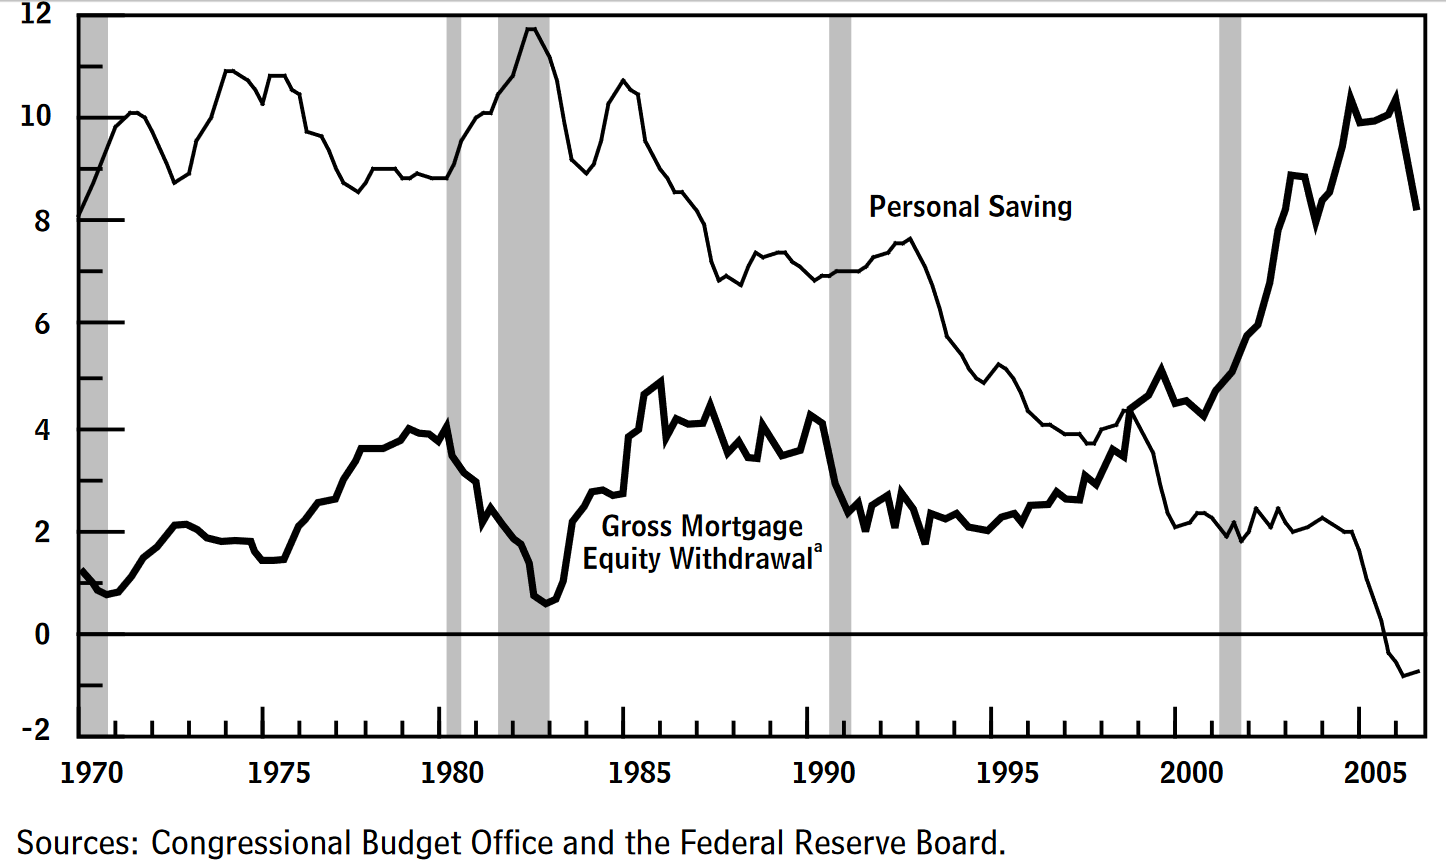 12
10
8
6
4
2
0
-2
Personal Saving
Gross Mortgage
Equity Withdrawalᵃ
1970 1975 1980 1985 1990 1995 2000 2005
Sources: Congressional Budget Office and the Federal Reserve Board.